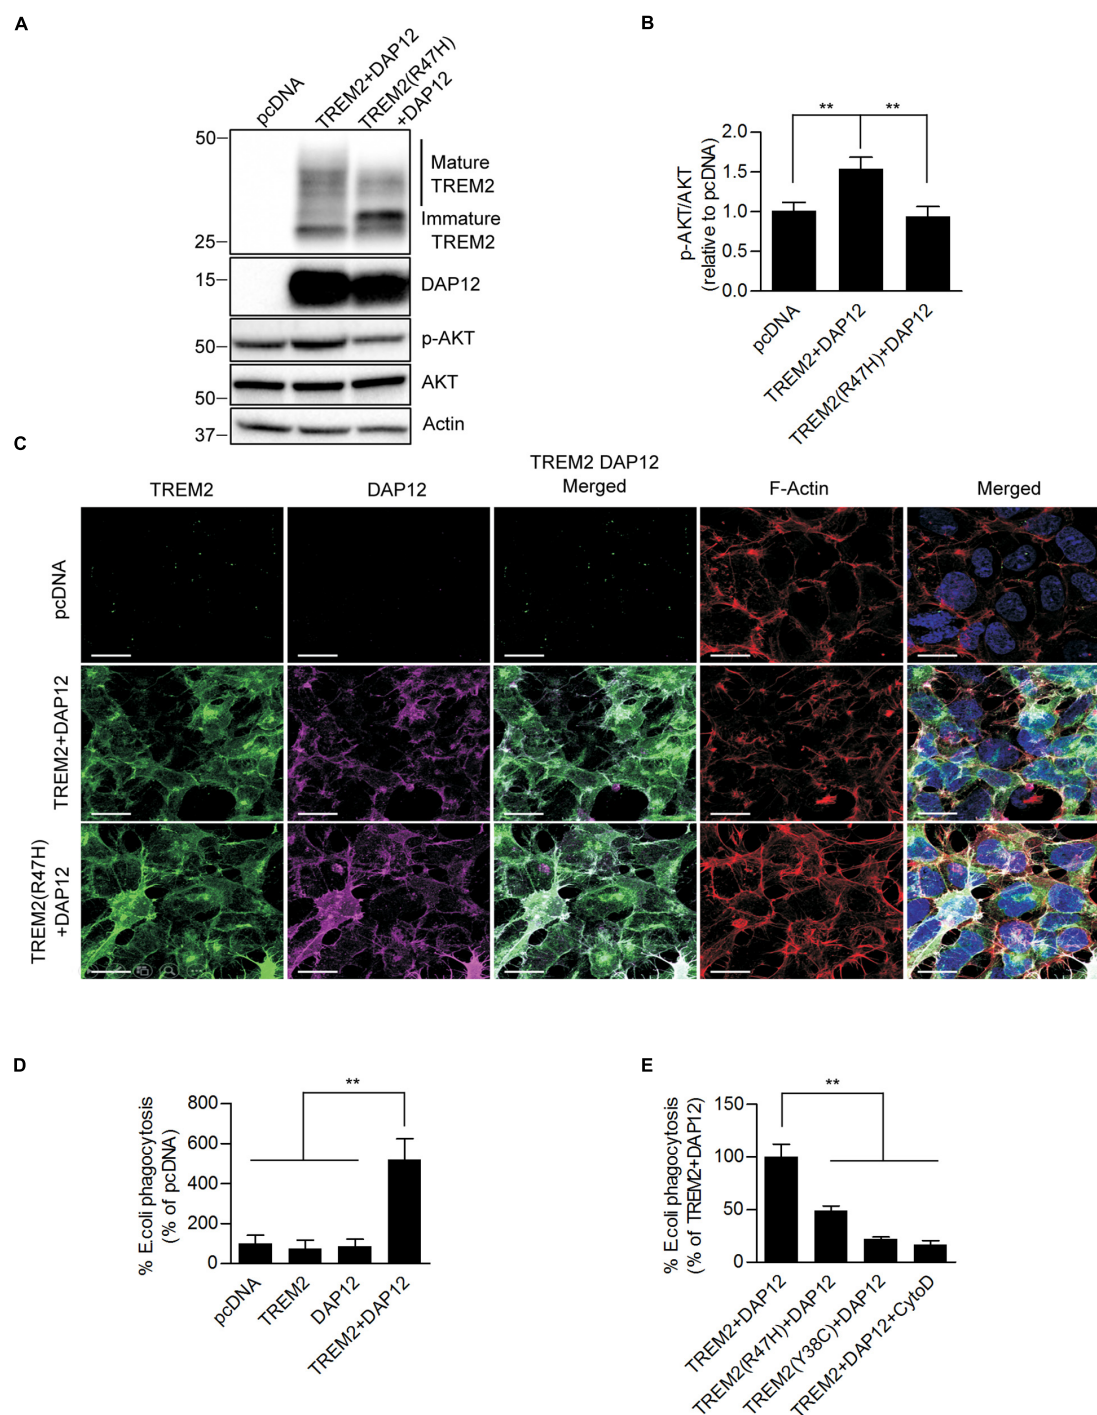 A
pcDNA
TREM2+DAP12
TREM2(R47H)
+DAP12
50
25
Mature
TREM2
Immature
TREM2
15
DAP12
50
p-AKT
50
AKT
37
Actin
B
**
**
p-AKT/AKT
(relative to pcDNA)
2.0
1.5
1.0
0.5
0.0
pcDNA
TREM2+DAP12
TREM2(R47H)+DAP12
C
TREM2
DAP12
TREM2 DAP12
Merged
F-Actin
Merged
pcDNA
TREM2+DAP12
TREM2(R47H)
+DAP12
D
**
% E.coli phagocytosis
(% of pcDNA)
800
600
400
200
0
pcDNA
TREM2
DAP12
TREM2+DAP12
E
**
% E.coli phagocytosis
(% of TREM2+DAP12)
150
100
50
0
TREM2+DAP12
TREM2(R47H)+DAP12
TREM2(Y38C)+DAP12
TREM2+DAP12+CytoD